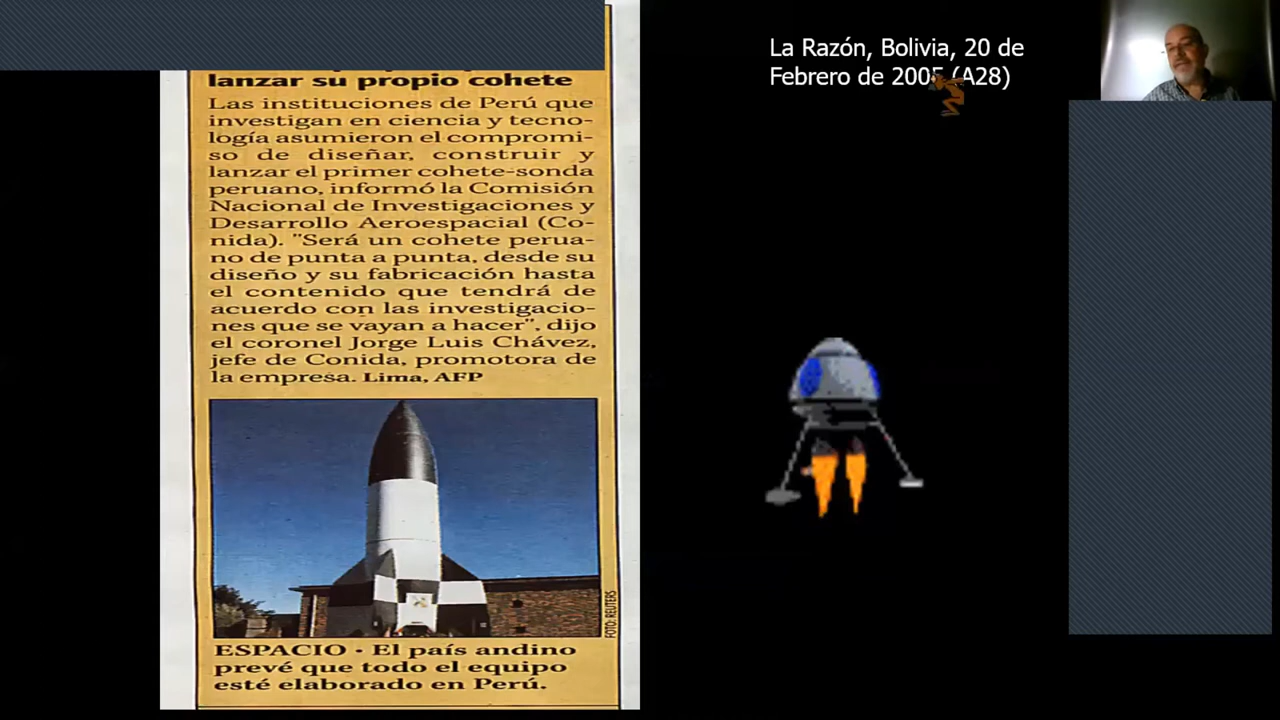 lanzar su propio cohete
Las instituciones de Perú que
investigan en ciencia y tecno-
logía asumieron el compromi-
so de diseñar, construir y
lanzar el primer cohete-sonda
peruano, informó la Comisión
Nacional de Investigaciones y
Desarrollo Aeroespacial (Co-
nida). "Será un cohete perua-
no de punta a punta, desde su
diseño y su fabricación hasta
el contenido que tendrá de
acuerdo con las investigacio-
nes que se vayan a hacer", dijo
el coronel Jorge Luis Chávez,
jefe de Conida, promotora de
la empresa. Lima, AFP
FOTO: REUTERS
ESPACIO · El país andino
prevé que todo el equipo
esté elaborado en Perú.
La Razón, Bolivia, 20 de
Febrero de (A28)